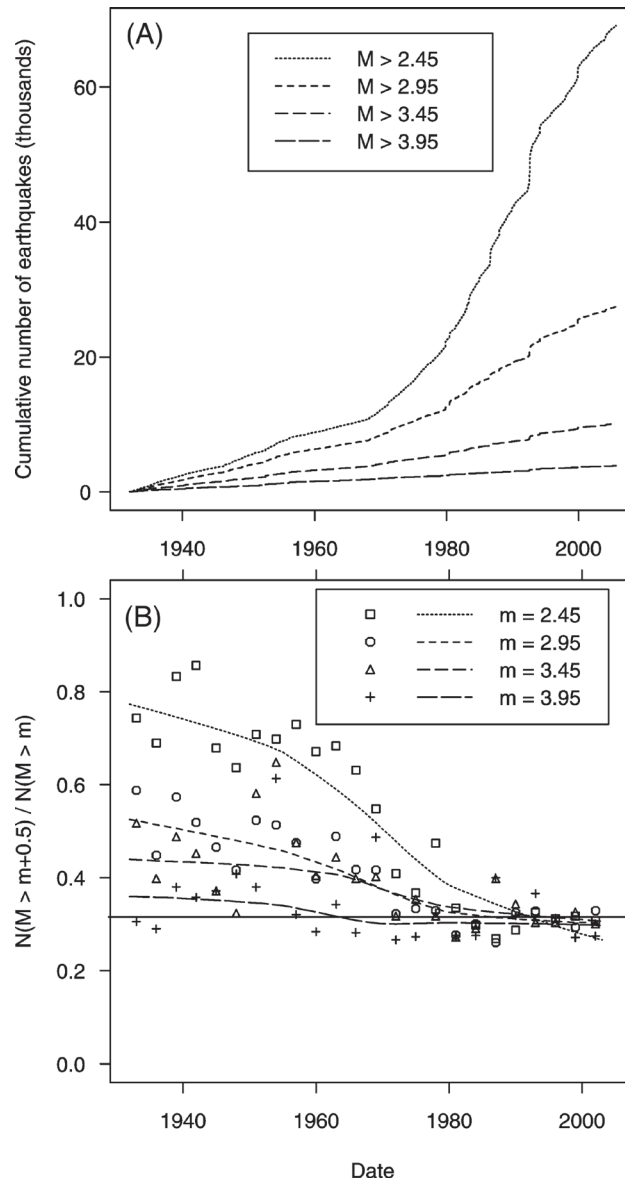 (A)
M > 2.45
M > 2.95
M > 3.45
M > 3.95
Cumulative number of earthquakes (thousands)
60
40
20
0
1940 1960 1980 2000
(B)
m = 2.45
m = 2.95
m = 3.45
m = 3.95
N(M > m+0.5) / N(M > m)
1.0
0.8
0.6
0.4
0.2
0.0
1940 1960 1980 2000
Date